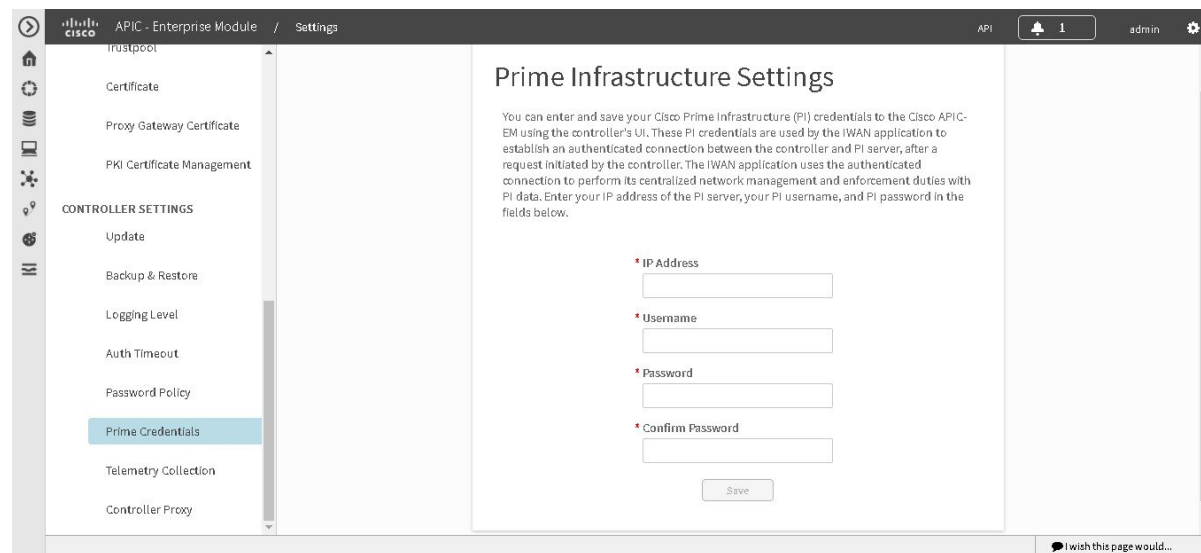 CISCO APIC - Enterprise Module / Settings API 1 admin
Trustpool
Certificate
Proxy Gateway Certificate
PKI Certificate Management
CONTROLLER SETTINGS
Update
Backup & Restore
Logging Level
Auth Timeout
Password Policy
Prime Credentials
Telemetry Collection
Controller Proxy
Prime Infrastructure Settings
You can enter and save your Cisco Prime Infrastructure (PI) credentials to the Cisco APIC-
EM using the controller's UI. These PI credentials are used by the IWAN application to
establish an authenticated connection between the controller and PI server, after a
request initiated by the controller. The IWAN application uses the authenticated
connection to perform its centralized network management and enforcement duties with
PI data. Enter your IP address of the PI server, your PI username, and PI password in the
fields below.
* IP Address
* Username
* Password
* Confirm Password
Save
I wish this page would...